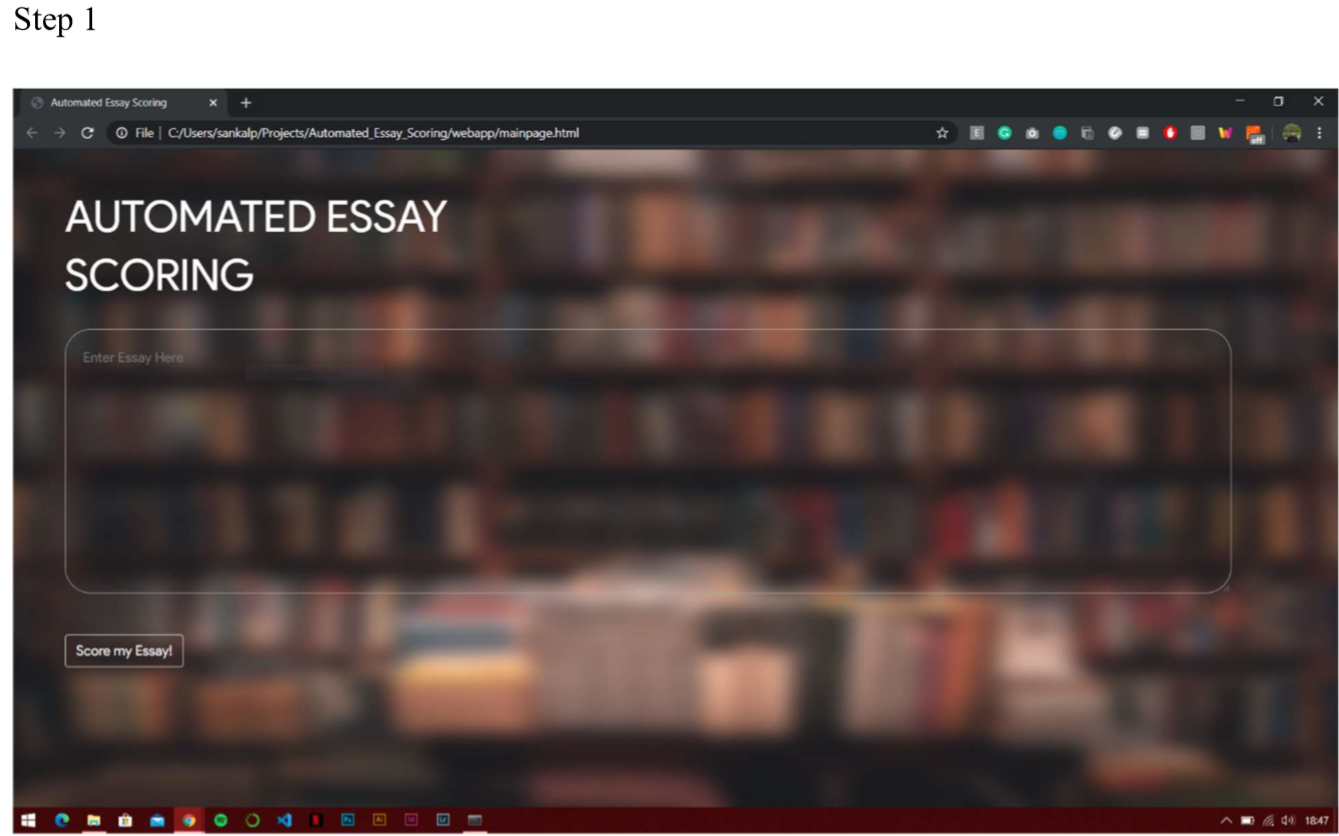 Step 1
Automated Essay Scoring
File | C:/Users/sankalp/Projects/Automated_Essay_Scoring/webapp/mainpage.html
off
AUTOMATED ESSAY
SCORING
Enter Essay Here
Score my Essay!
18:47